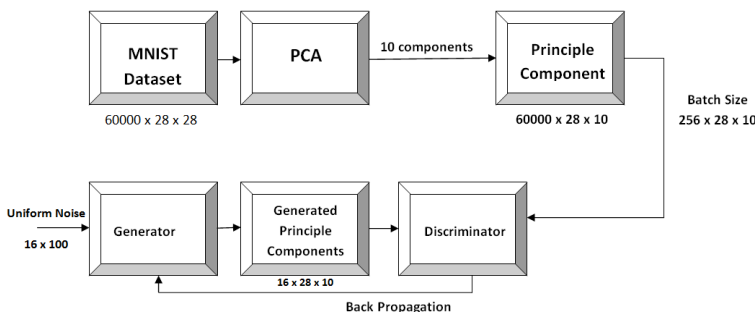 MNIST
Dataset
PCA
10 components
Principle
Component
60000 x 28 x 28
60000 x 28 x 10
Batch Size
256 x 28 x 10
Uniform Noise
16 x 100
Generator
Generated
Principle
Components
16 x 28 x 10
Discriminator
Back Propagation